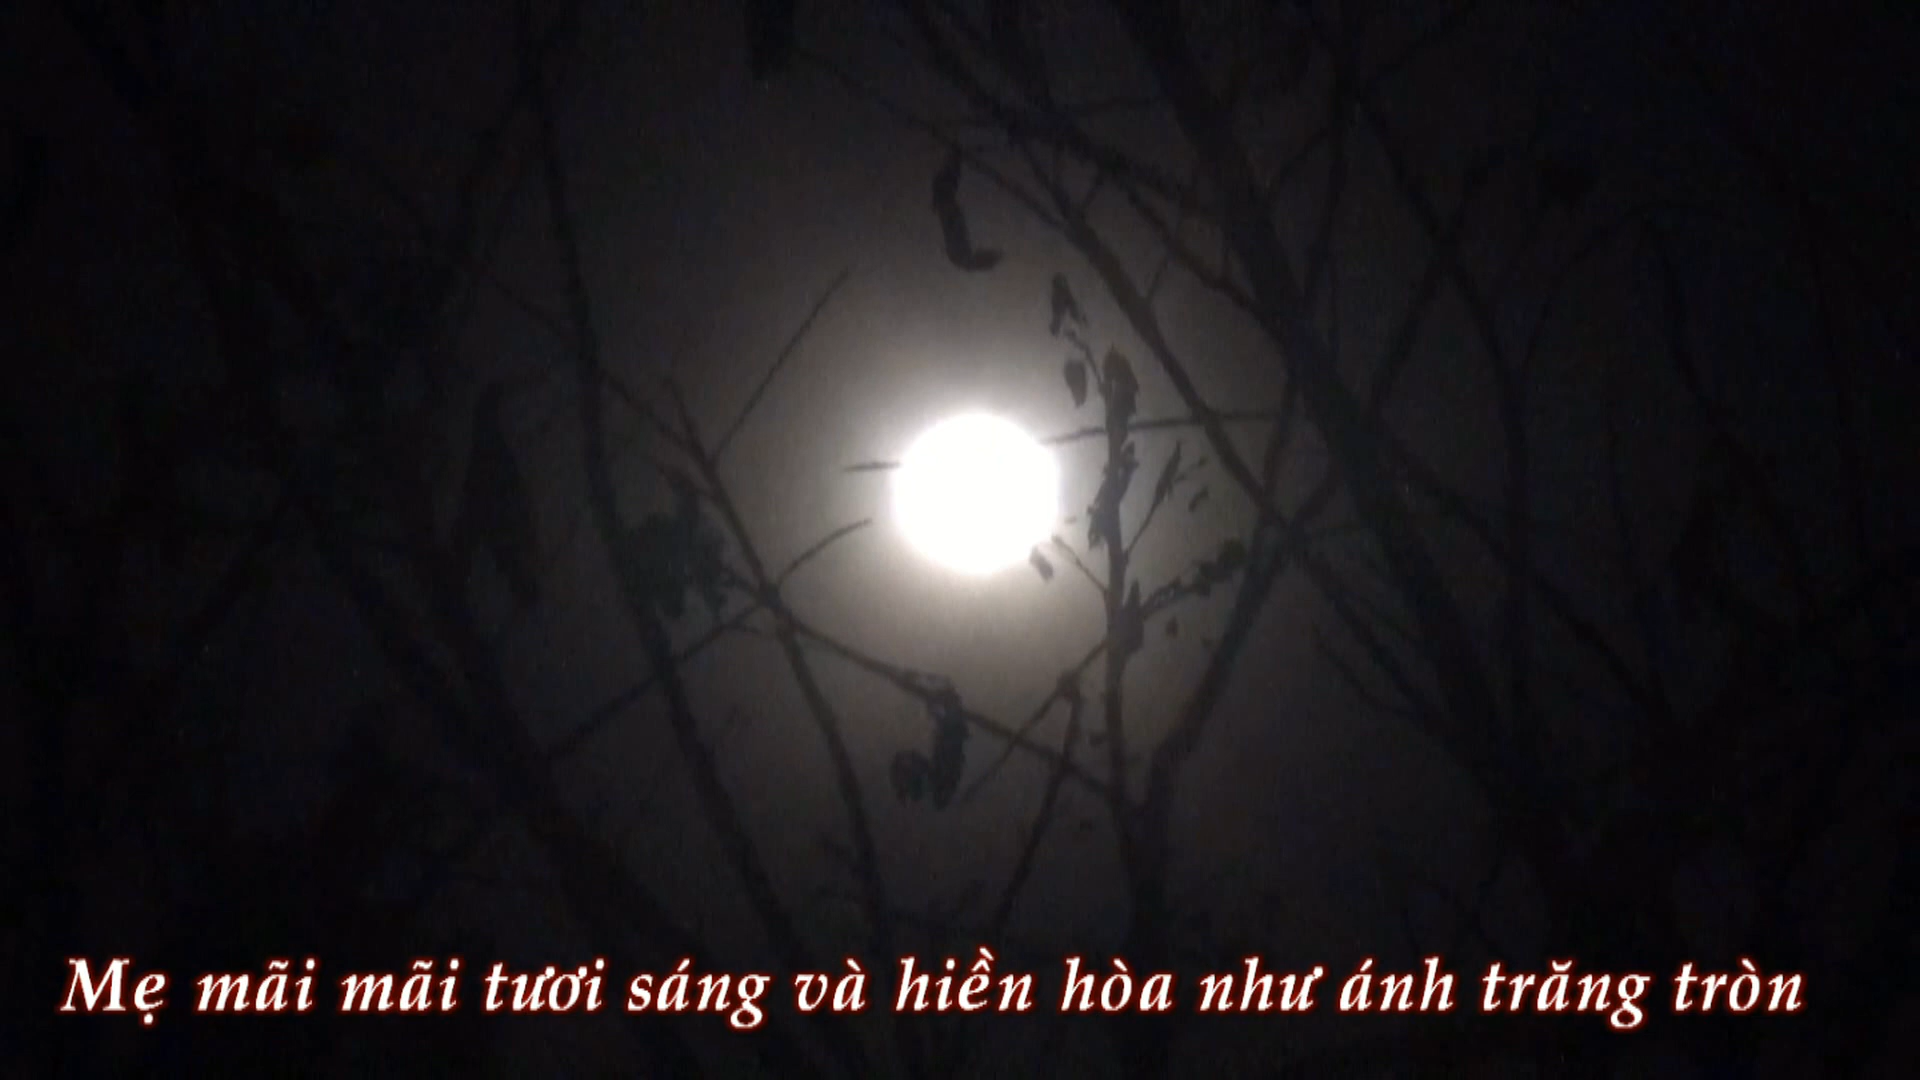 Mẹ mãi mãi tươi sáng và hiền hòa như ánh trăng tròn